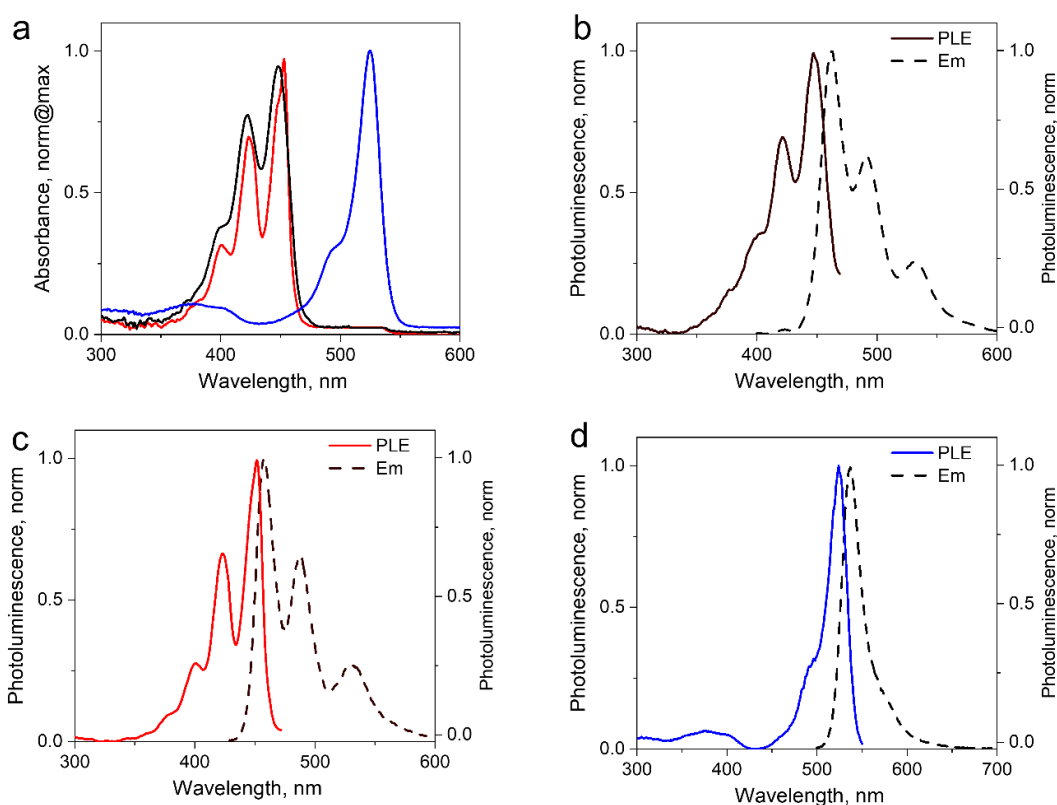 a
Absorbance, norm@max
1.0
0.5
0.0
300 400 500 600
Wavelength, nm
b
PLE
Em
Photoluminescence, norm
1.0
0.5
0.0
300 400 500 600
Wavelength, nm
1.0
0.5
0.0
Photoluminescence, norm
c
PLE
Em
Photoluminescence, norm
1.0
0.5
0.0
300 400 500 600
Wavelength, nm
1.0
0.5
0.0
Photoluminescence, norm
d
PLE
Em
Photoluminescence, norm
1.0
0.5
0.0
300 400 500 600 700
Wavelength, nm
1.0
0.5
0.0
Photoluminescence, norm